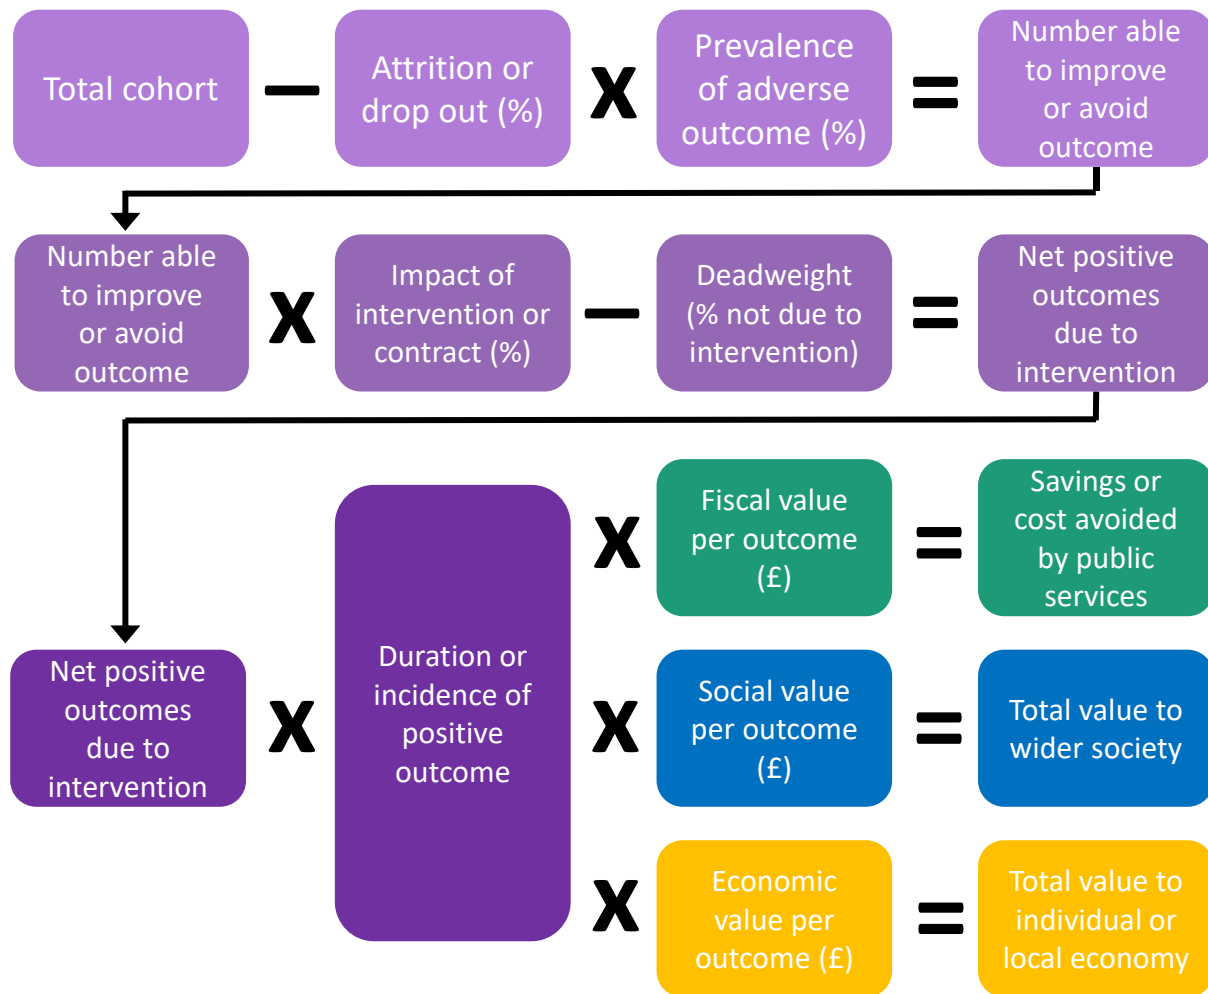 Total cohort
—
Attrition or
drop out (%)
X
Prevalence
of adverse
outcome (%)
=
Number able
to improve
or avoid
outcome
Number able
to improve
or avoid
outcome
X
Impact of
intervention or
contract (%)
—
Deadweight
(% not due to
intervention)
=
Net positive
outcomes
due to
intervention
Net positive
outcomes
due to
intervention
X
Duration or
incidence of
positive
outcome
X
Fiscal value
per outcome
(£)
=
Savings or
cost avoided
by public
services
X
Social value
per outcome
(£)
=
Total value to
wider society
X
Economic
value per
outcome (£)
=
Total value to
individual or
local economy